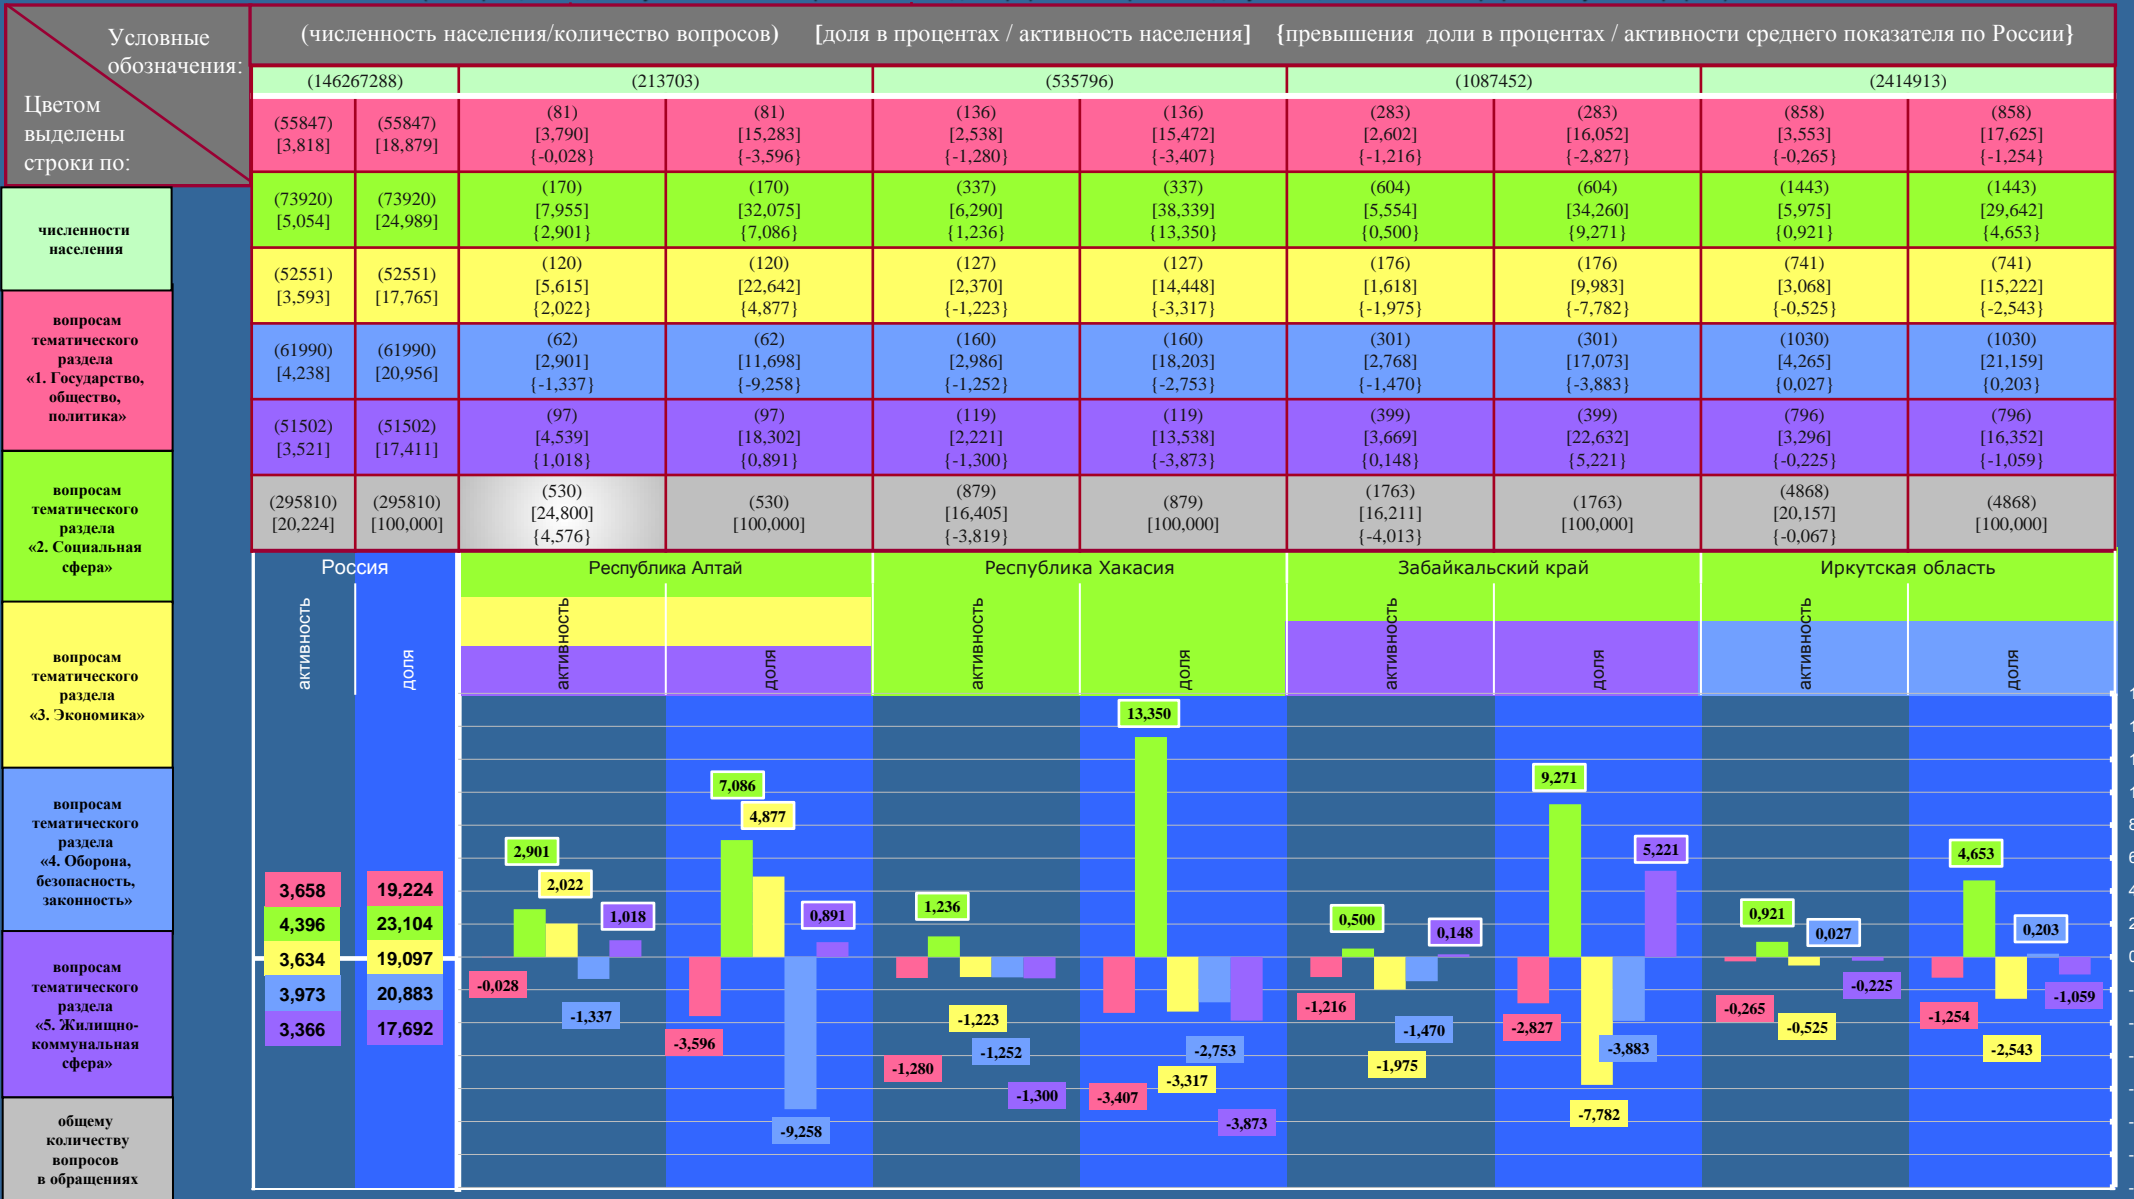 Условные
обозначения:
Цветом
выделены
строки по:
(численность населения/количество вопросов) [доля в процентах / активность населения] {превышения доли в процентах / активности среднего показателя по России}
(146267288) (213703) (535796) (1087452) (2414913)
(55847) (55847) (81) (81) (136) (136) (283) (283) (858) (858)
[3,818] [18,879] [3,790] [15,283] [2,538] [15,472] [2,602] [16,052] [3,553] [17,625]
{-0,028} {-3,596} {-1,280} {-3,407} {-1,216} {-2,827} {-0,265} {-1,254}
(73920) (73920) (170) (170) (337) (337) (604) (604) (1443) (1443)
[5,054] [24,989] [7,955] [32,075] [6,290] [38,339] [5,554] [34,260] [5,975] [29,642]
{2,901} {7,086} {1,236} {13,350} {0,500} {9,271} {0,921} {4,653}
(52551) (52551) (120) (120) (127) (127) (176) (176) (741) (741)
[3,593] [17,765] [5,615] [22,642] [2,370] [14,448] [1,618] [9,983] [3,068] [15,222]
{2,022} {4,877} {-1,223} {-3,317} {-1,975} {-7,782} {-0,525} {-2,543}
(61990) (61990) (62) (62) (160) (160) (301) (301) (1030) (1030)
[4,238] [20,956] [2,901] [11,698] [2,986] [18,203] [2,768] [17,073] [4,265] [21,159]
{-1,337} {-9,258} {-1,252} {-2,753} {-1,470} {-3,883} {0,027} {0,203}
(51502) (51502) (97) (97) (119) (119) (399) (399) (796) (796)
[3,521] [17,411] [4,539] [18,302] [2,221] [13,538] [3,669] [22,632] [3,296] [16,352]
{1,018} {0,891} {-1,300} {-3,873} {0,148} {5,221} {-0,225} {-1,059}
(295810) (295810) (530) (530) (879) (879) (1763) (1763) (4868) (4868)
[20,224] [100,000] [24,800] [100,000] [16,405] [100,000] [16,211] [100,000] [20,157] [100,000]
{4,576} {-3,819} {-4,013} {-0,067}
численности
населения
вопросам
тематического
раздела
«1. Государство,
общество,
политика»
вопросам
тематического
раздела
«2. Социальная
сфера»
вопросам
тематического
раздела
«3. Экономика»
вопросам
тематического
раздела
«4. Оборона,
безопасность,
законность»
вопросам
тематического
раздела
«5. Жилищно-
коммунальная
сфера»
общему
количеству
вопросов
в обращениях
Россия Республика Алтай Республика Хакасия Забайкальский край Иркутская область
активность доля активность доля активность доля активность доля активность доля
3,658 19,224
4,396 23,104
3,634 19,097
3,973 20,883
3,366 17,692
-0,028
2,901
2,022
-1,337
1,018
-3,596
7,086
4,877
-9,258
0,891
-1,280
1,236
-1,223
-1,252
-1,300
-3,407
13,350
-3,317
-2,753
-3,873
-1,216
0,500
-1,975
-1,470
0,148
-2,827
9,271
-7,782
-3,883
5,221
-0,265
0,921
-0,525
0,027
-0,225
-1,254
4,653
-2,543
0,203
-1,059